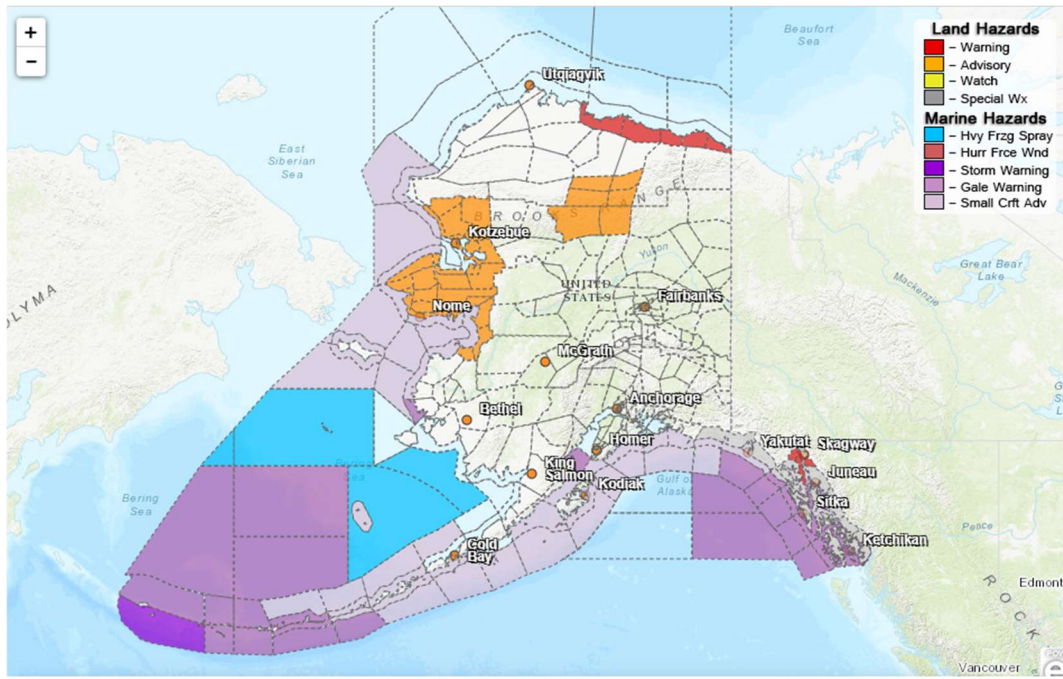 +
−
Beaufort
Sea
Land Hazards
– Warning
– Advisory
– Watch
– Special Wx
Marine Hazards
– Hvy Frzg Spray
– Hurr Frce Wnd
– Storm Warning
– Gale Warning
– Small Crft Adv
Utqiagvik
East
Siberian
Sea
BROOKS RANGE
Kotzebue
Yukon
Great Bear
Lake
Mackenzie
OLYMA
UNITED
STATES
Nome
Fairbanks
McGrath
Anchorage
Bethel
Homer
Yakutat
Skagway
King
Salmon
Juneau
Bering
Sea
Kodiak
Gulf of
Alaska
Sitka
Peace
Ketchikan
Cold
Bay
Edmont
ROCK
Vancouver